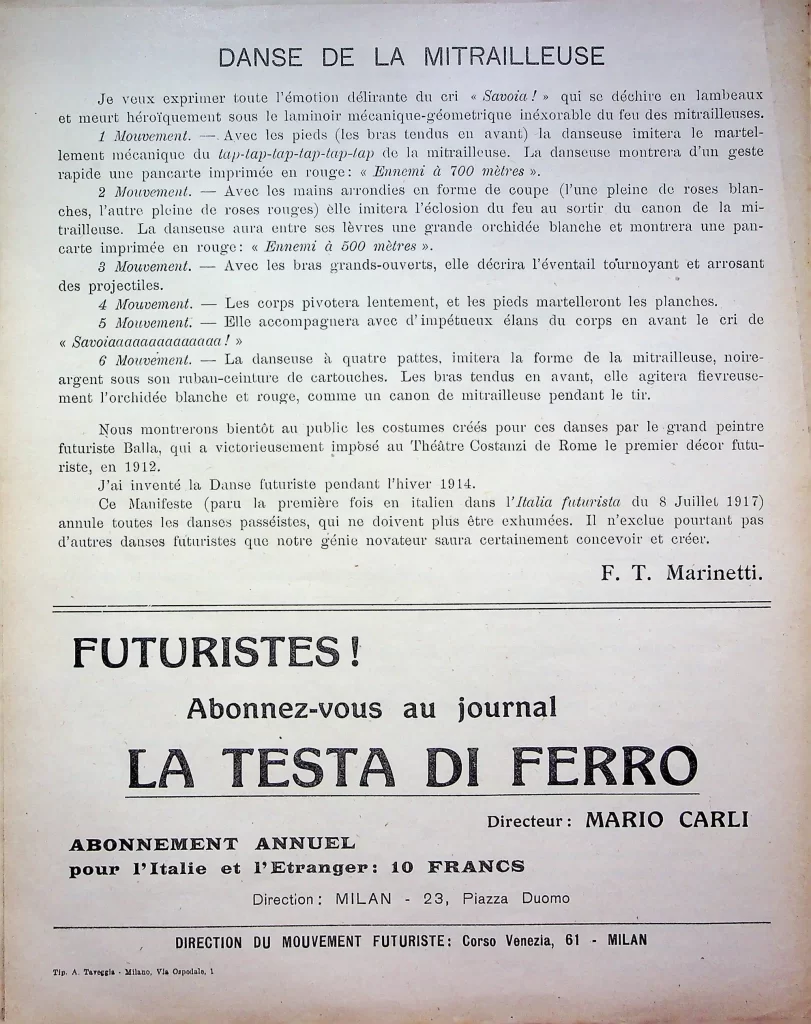 DANSE DE LA MITRAILLEUSE
Je veux exprimer toute l'émotion délirante du cri « Savoia ! » qui se déchire en lambeaux
et meurt héroïquement sous le laminoir mécanique-géometrique inéxorable du feu des mitrailleuses.
1 Mouvement. — Avec les pieds (les bras tendus en avant) la danseuse imitera le martel-
lement mécanique du tap-tap-tap-tap-tap-tap de la mitrailleuse. La danseuse montrera d'un geste
rapide une pancarte imprimée en rouge: « Ennemi à 700 mètres ».
2 Mouvement. — Avec les mains arrondies en forme de coupe (l'une pleine de roses blan-
ches, l'autre pleine de roses rouges) elle imitera l'éclosion du feu au sortir du canon de la mi-
trailleuse. La danseuse aura entre ses lèvres une grande orchidée blanche et montrera une pan-
carte imprimée en rouge: « Ennemi à 500 mètres ».
3 Mouvement. — Avec les bras grands-ouverts, elle décrira l'éventail tournoyant et arrosant
des projectiles.
4 Mouvement. — Les corps pivotera lentement, et les pieds martelleront les planches.
5 Mouvement. — Elle accompagnera avec d'impétueux élans du corps en avant le cri de
« Savoiaaaaaaaaaaaaaa ! »
6 Mouvement. — La danseuse à quatre pattes, imitera la forme de la mitrailleuse, noire-
argent sous son ruban-ceinture de cartouches. Les bras tendus en avant, elle agitera fievreuse-
ment l'orchidée blanche et rouge, comme un canon de mitrailleuse pendant le tir.
Nous montrerons bientôt au public les costumes créés pour ces danses par le grand peintre
futuriste Balla, qui a victorieusement imposé au Théâtre Costanzi de Rome le premier décor futu-
riste, en 1912.
J'ai inventé la Danse futuriste pendant l'hiver 1914.
Ce Manifeste (paru la première fois en italien dans l'Italia futurista du 8 Juillet 1917)
annule toutes les danses passéistes, qui ne doivent plus être exhumées. Il n'exclue pourtant pas
d'autres danses futuristes que notre génie novateur saura certainement concevoir et créer.
F. T. Marinetti.
FUTURISTES !
Abonnez-vous au journal
LA TESTA DI FERRO
Directeur: MARIO CARLI
ABONNEMENT ANNUEL
pour l'Italie et l'Etranger: 10 FRANCS
Direction: MILAN - 23, Piazza Duomo
DIRECTION DU MOUVEMENT FUTURISTE: Corso Venezia, 61 - MILAN
Tip. A. Taveggia - Milano, Via Ospedale, 1